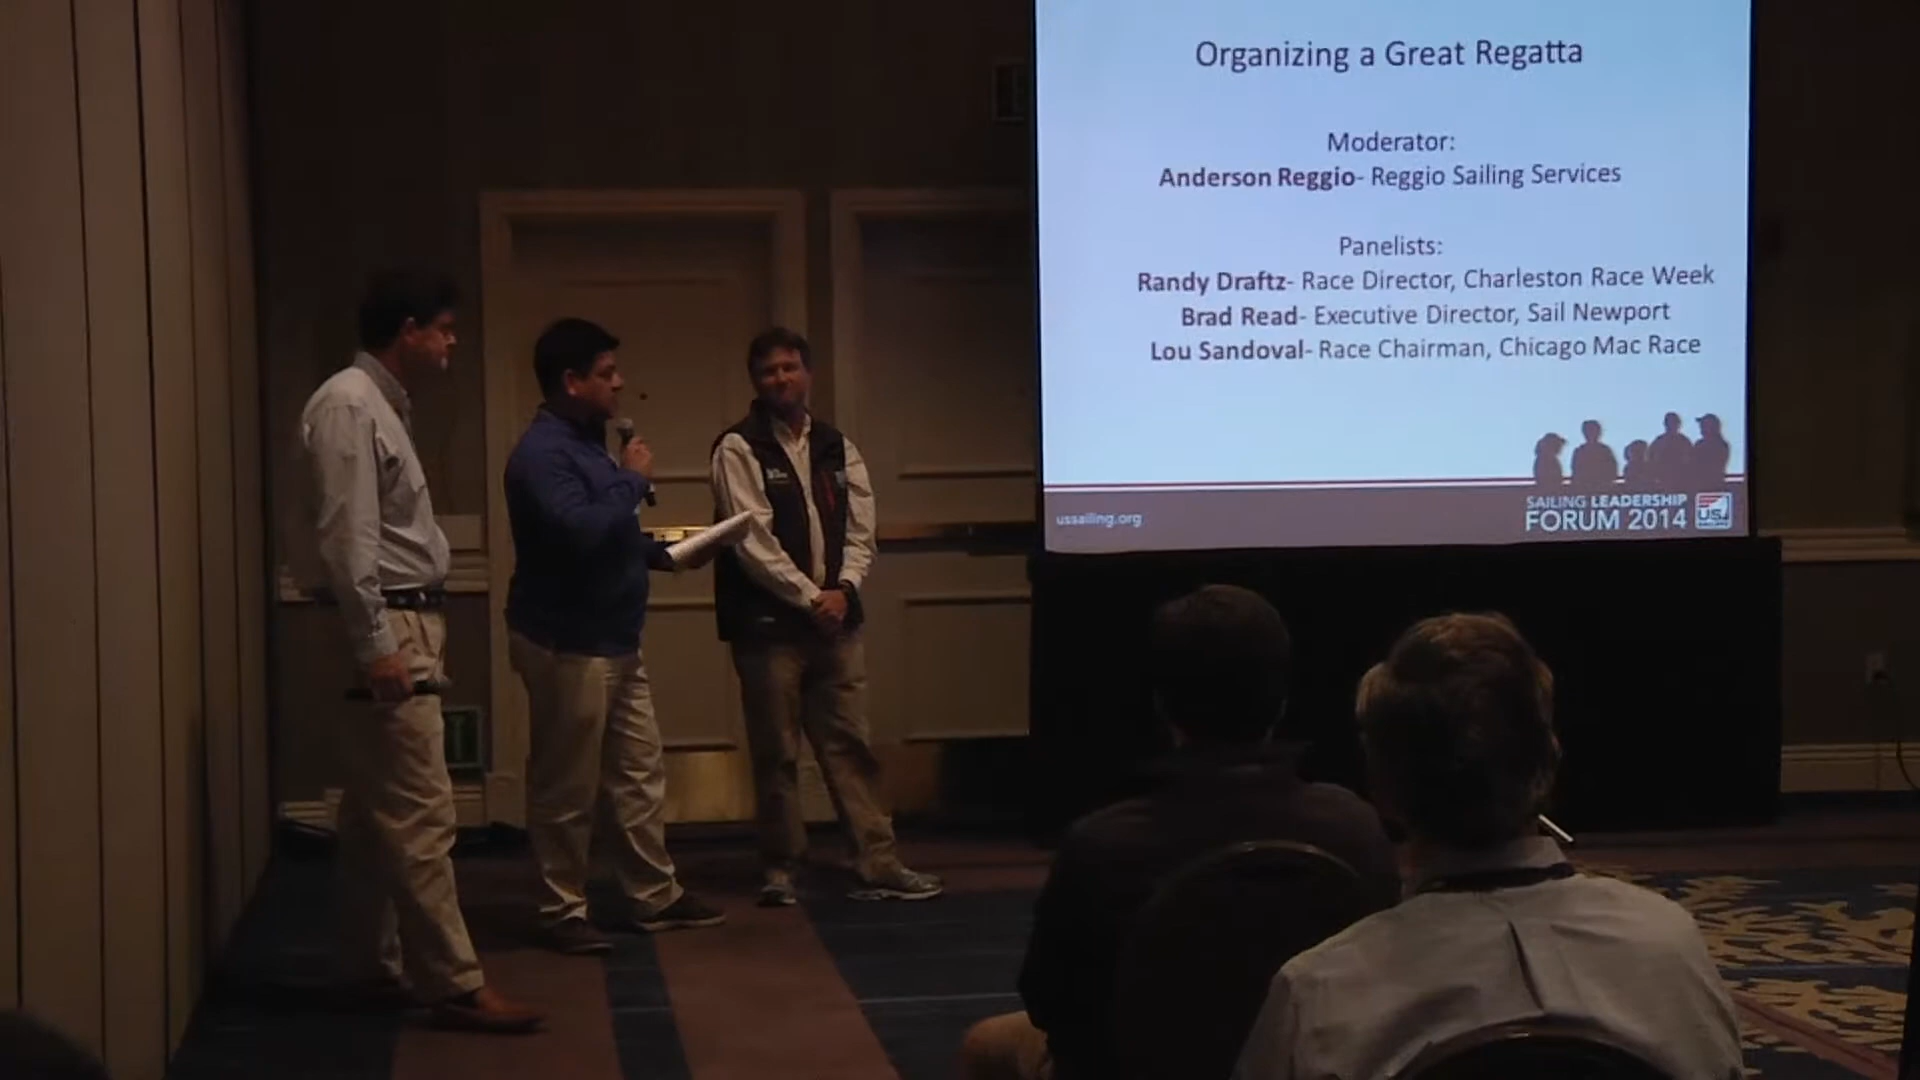 Organizing a Great Regatta
Moderator:
Anderson Reggio- Reggio Sailing Services
Panelists:
Randy Draftz- Race Director, Charleston Race Week
Brad Read- Executive Director, Sail Newport
Lou Sandoval- Race Chairman, Chicago Mac Race
ussailing.org
SAILING LEADERSHIP
FORUM 2014
US